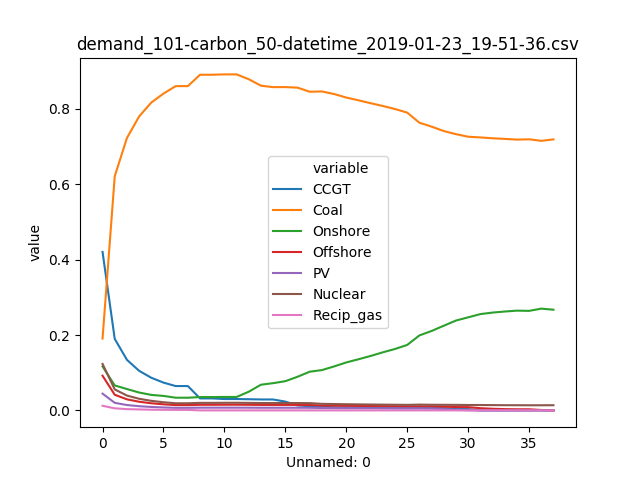 demand_101-carbon_50-datetime_2019-01-23_19-51-36.csv
value
0.8
0.6
0.4
0.2
0.0
variable
CCGT
Coal
Onshore
Offshore
PV
Nuclear
Recip_gas
0 5 10 15 20 25 30 35
Unnamed: 0